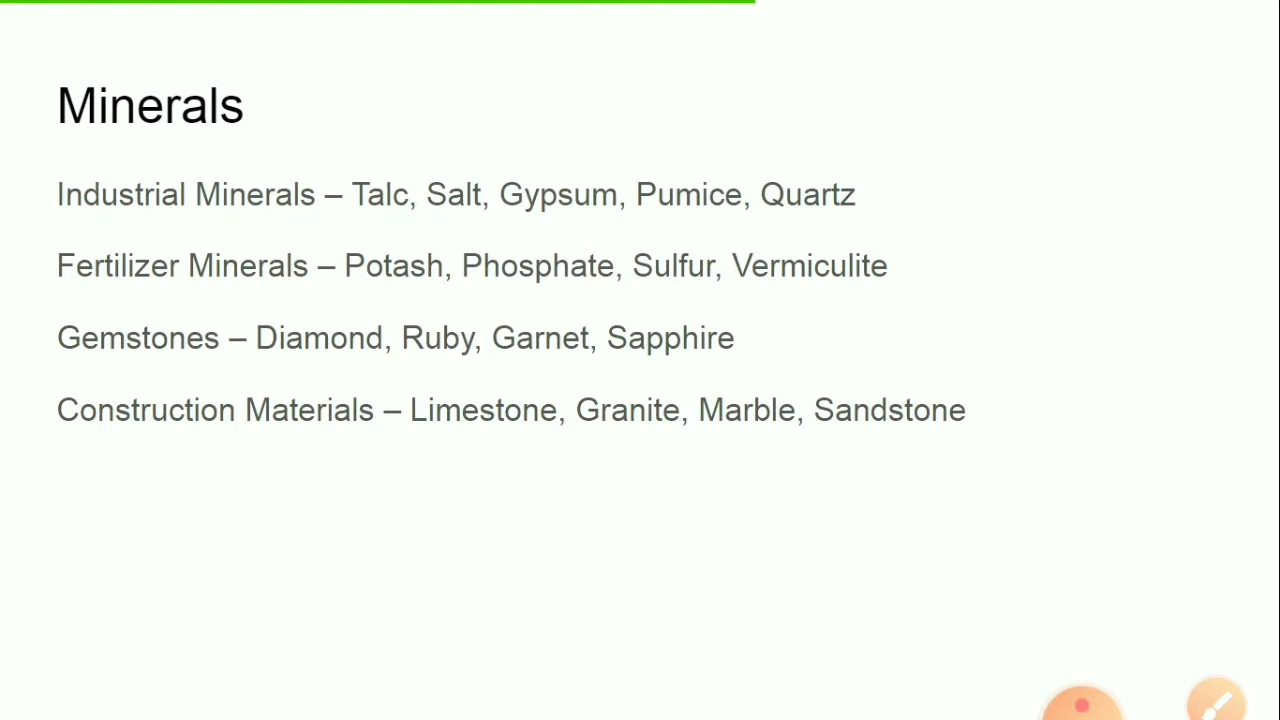 Minerals
Industrial Minerals – Talc, Salt, Gypsum, Pumice, Quartz
Fertilizer Minerals – Potash, Phosphate, Sulfur, Vermiculite
Gemstones – Diamond, Ruby, Garnet, Sapphire
Construction Materials – Limestone, Granite, Marble, Sandstone